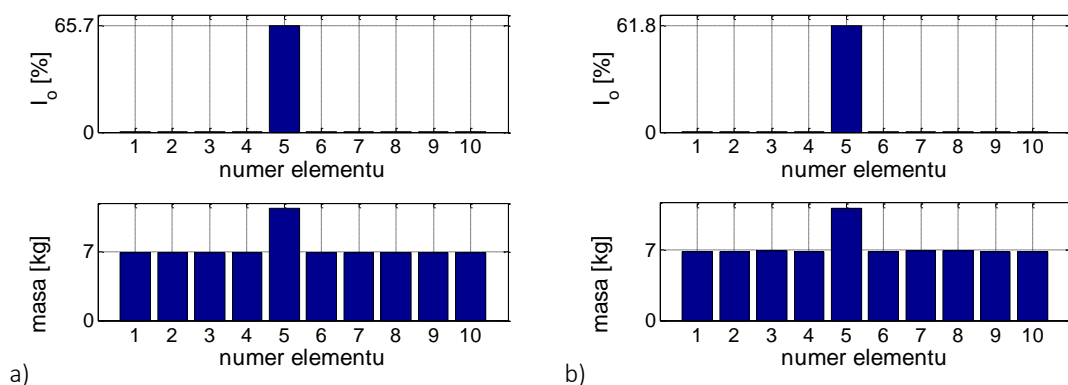 65.7
I_o [%]
0
1 2 3 4 5 6 7 8 9 10
numer elementu
7
masa [kg]
0
1 2 3 4 5 6 7 8 9 10
numer elementu
a)
61.8
I_o [%]
0
1 2 3 4 5 6 7 8 9 10
numer elementu
7
masa [kg]
0
1 2 3 4 5 6 7 8 9 10
numer elementu
b)